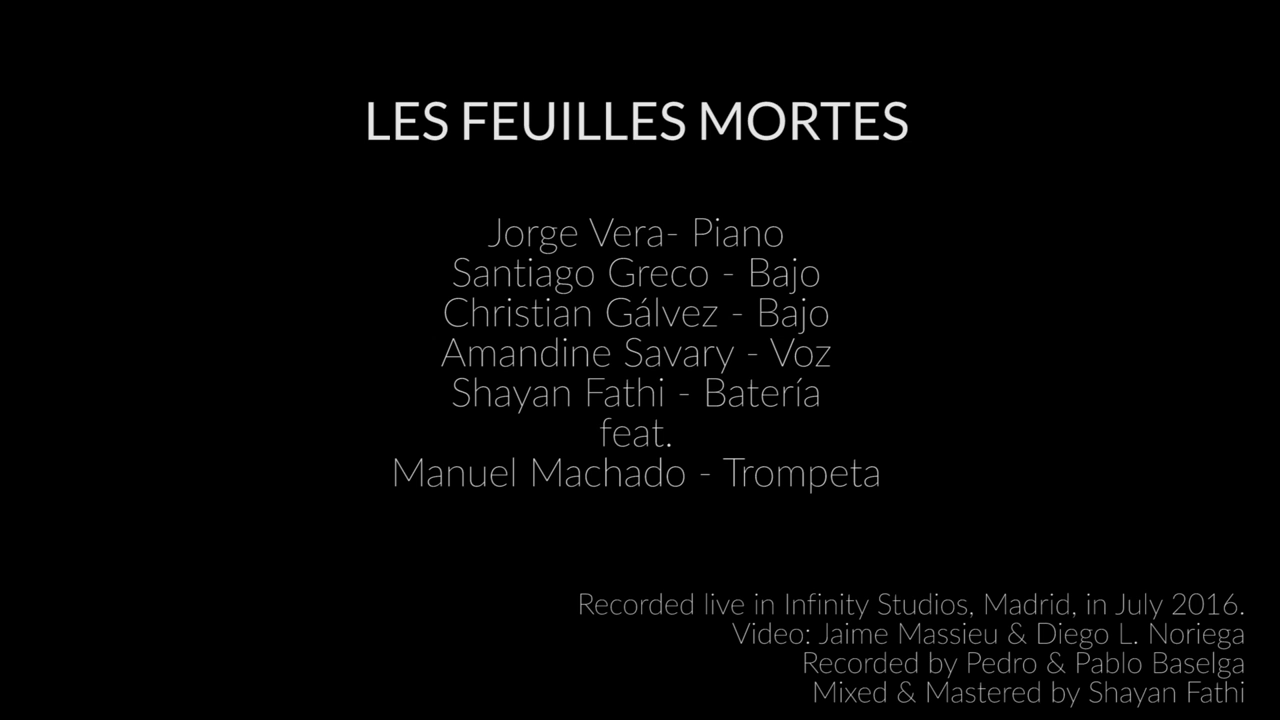 LES FEUILLES MORTES
Jorge Vera- Piano
Santiago Greco - Bajo
Christian Gálvez - Bajo
Amandine Savary - Voz
Shayan Fathi - Batería
feat.
Manuel Machado - Trompeta
Recorded live in Infinity Studios, Madrid, in July 2016.
Video: Jaime Massieu & Diego L. Noriega
Recorded by Pedro & Pablo Baselga
Mixed & Mastered by Shayan Fathi